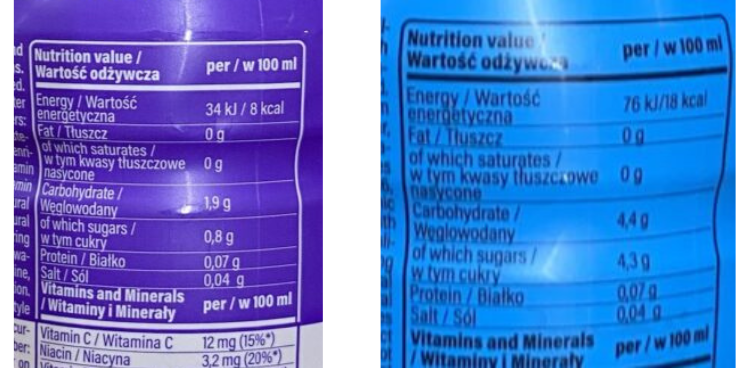 Nutrition value /
Wartość odżywcza per / w 100 ml
Energy / Wartość
energetyczna 34 kJ / 8 kcal
Fat / Tłuszcz 0 g
of which saturates /
w tym kwasy tłuszczowe 0 g
nasycone
Carbohydrate /
Węglowodany 1,9 g
of which sugars /
w tym cukry 0,8 g
Protein / Białko 0,07 g
Salt / Sól 0,04 g
Vitamins and Minerals
/ Witaminy i Minerały per / w 100 ml
Vitamin C / Witamina C 12 mg (15%*)
Niacin / Niacyna 3,2 mg (20%*)
Nutrition value /
Wartość odżywcza per / w 100 ml
Energy / Wartość
energetyczna 76 kJ/18 kcal
Fat / Tłuszcz 0 g
of which saturates /
w tym kwasy tłuszczowe 0 g
nasycone
Carbohydrate /
Węglowodany 4,4 g
of which sugars /
w tym cukry 4,3 g
Protein / Białko 0,07 g
Salt / Sól 0,04 g
Vitamins and Minerals
/ Witaminy i Minerały per / w 100 ml